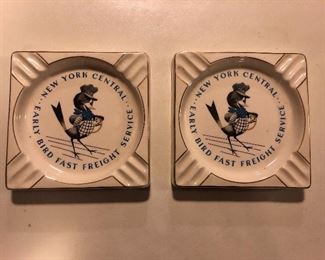 NEW YORK CENTRAL
EARLY BIRD FAST FREIGHT SERVICE
NEW YORK CENTRAL
EARLY BIRD FAST FREIGHT SERVICE